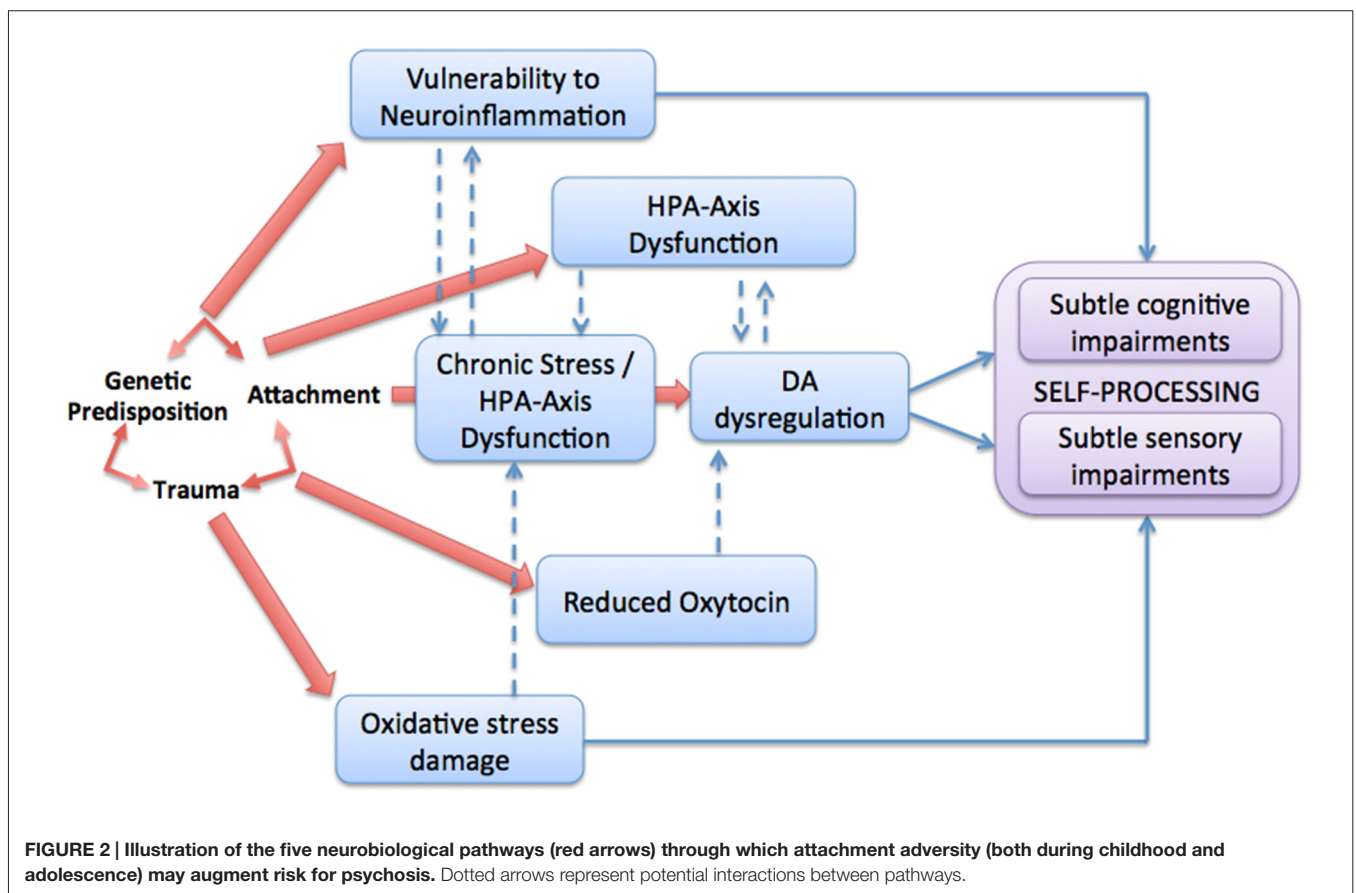 Vulnerability to
Neuroinflammation
HPA-Axis
Dysfunction
Genetic
Predisposition
Attachment
Trauma
Chronic Stress /
HPA-Axis
Dysfunction
DA
dysregulation
Subtle cognitive
impairments
SELF-PROCESSING
Subtle sensory
impairments
Reduced Oxytocin
Oxidative stress
damage
FIGURE 2 | Illustration of the five neurobiological pathways (red arrows) through which attachment adversity (both during childhood and
adolescence) may augment risk for psychosis. Dotted arrows represent potential interactions between pathways.